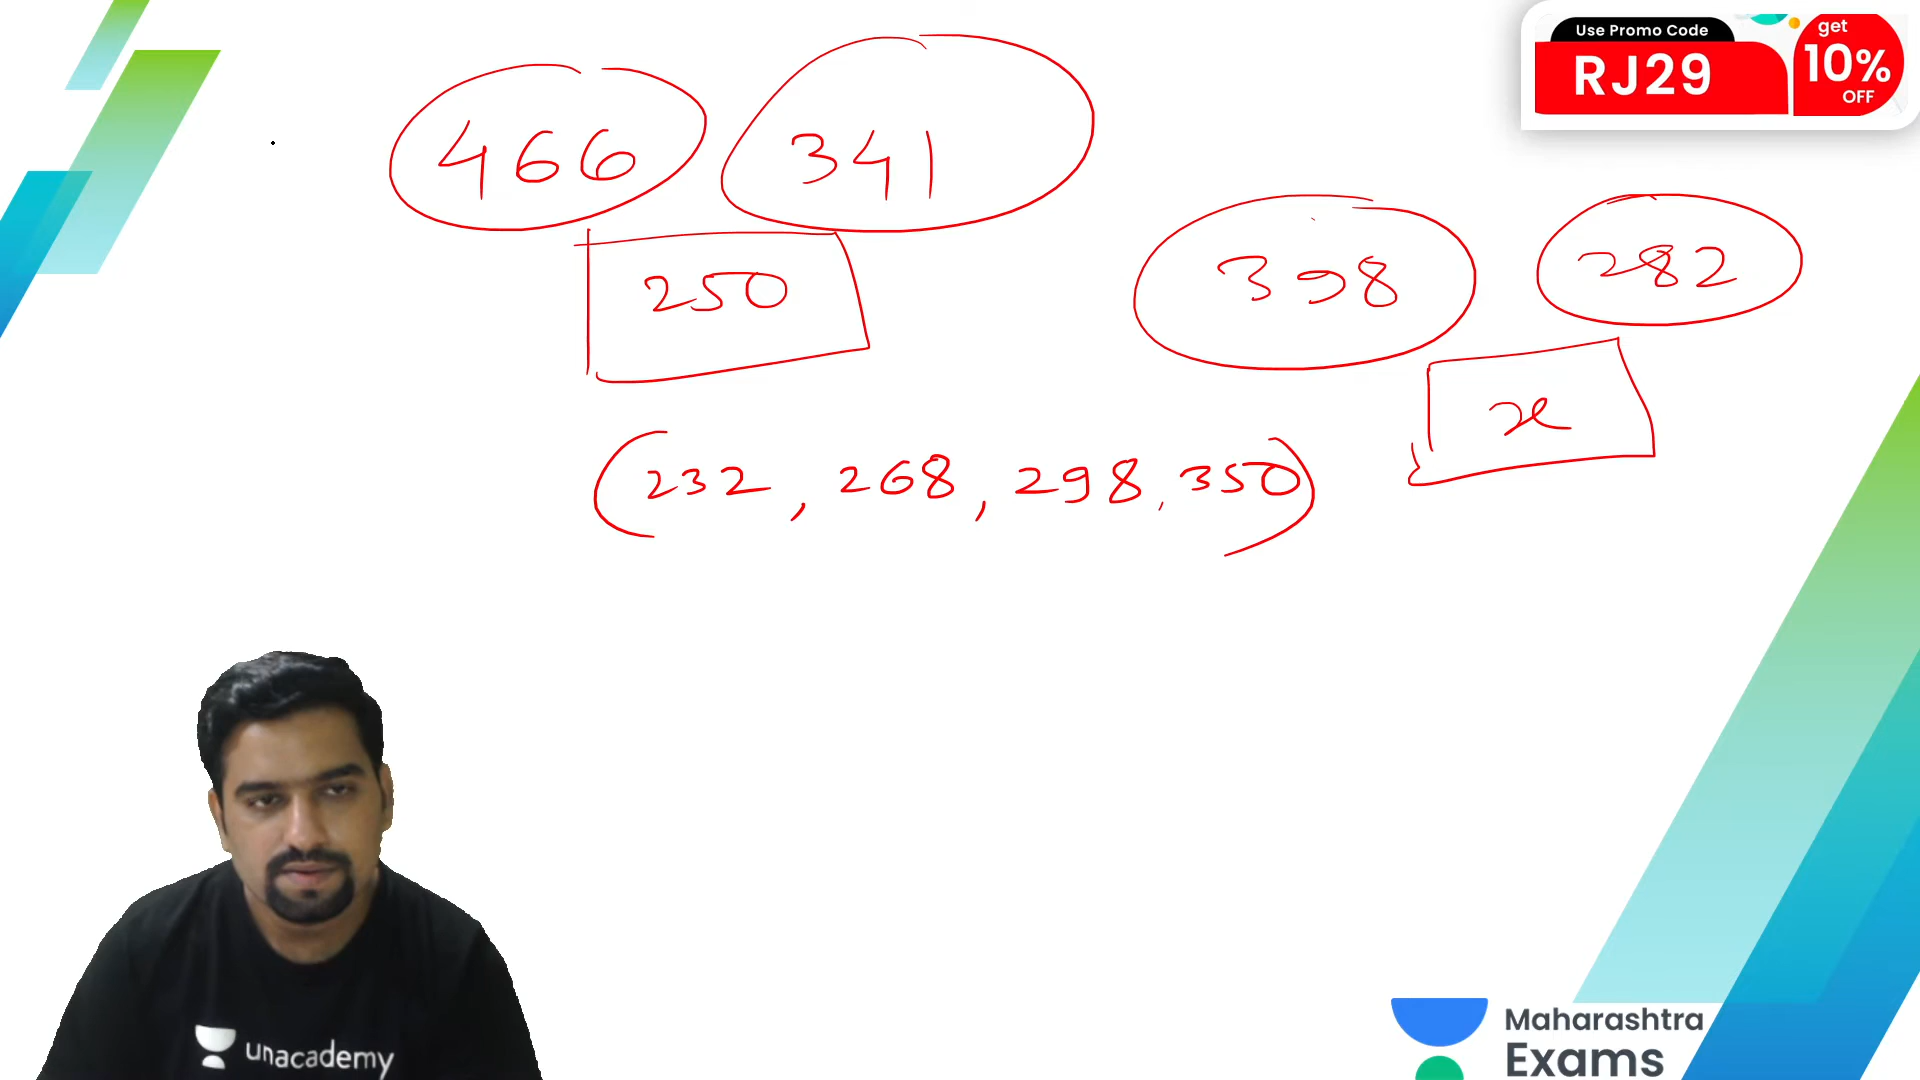 Use Promo Code
RJ29
get
10%
OFF
466 341
250
398 282
x
(232, 268, 298, 350)
unacademy
Maharashtra
Exams